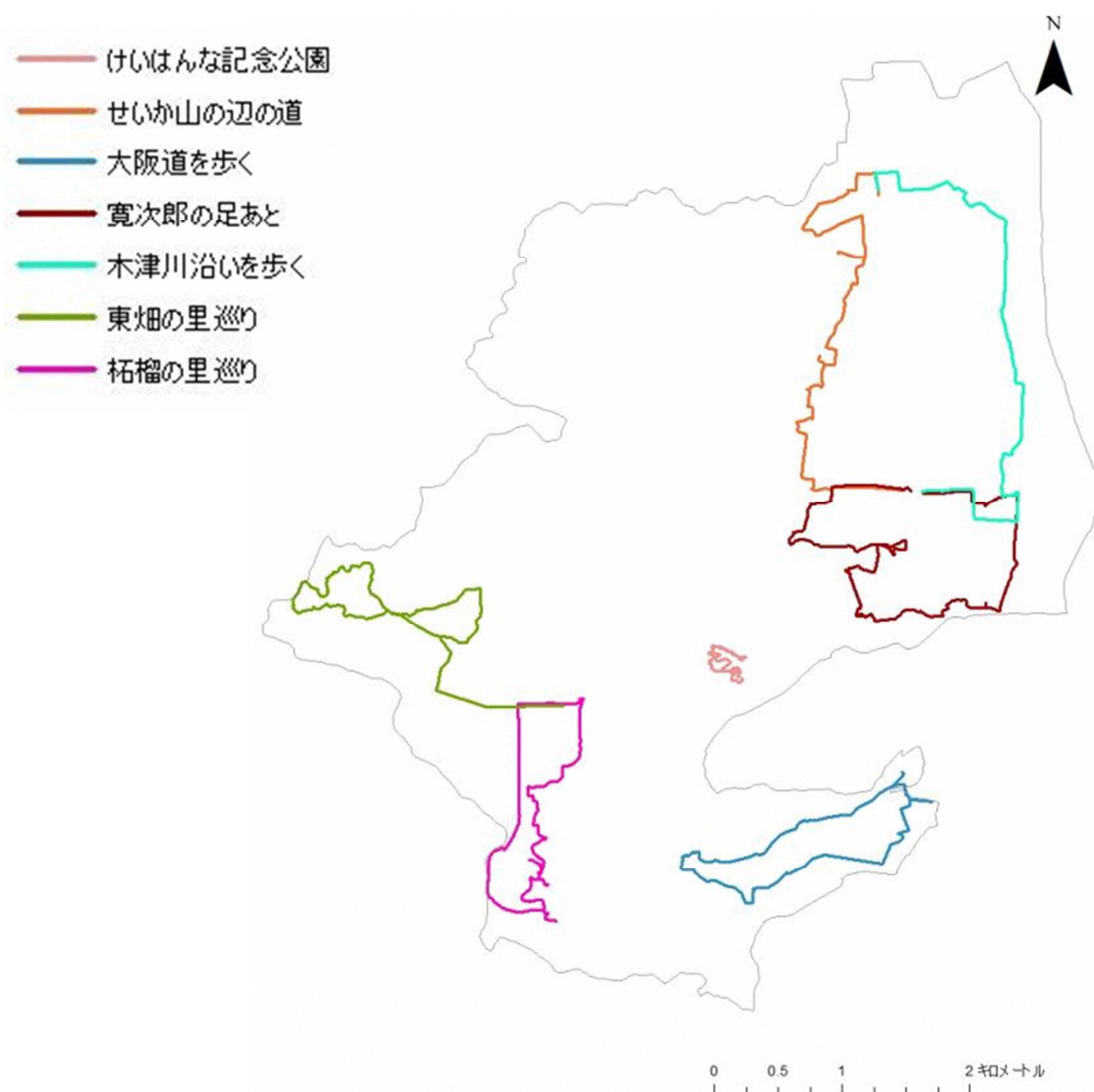 けいはんな記念公園
せいか山の辺の道
大阪道を歩く
寛次郎の足あと
木津川沿いを歩く
東畑の里巡り
柘榴の里巡り
N
0 0.5 1 2 キロメートル